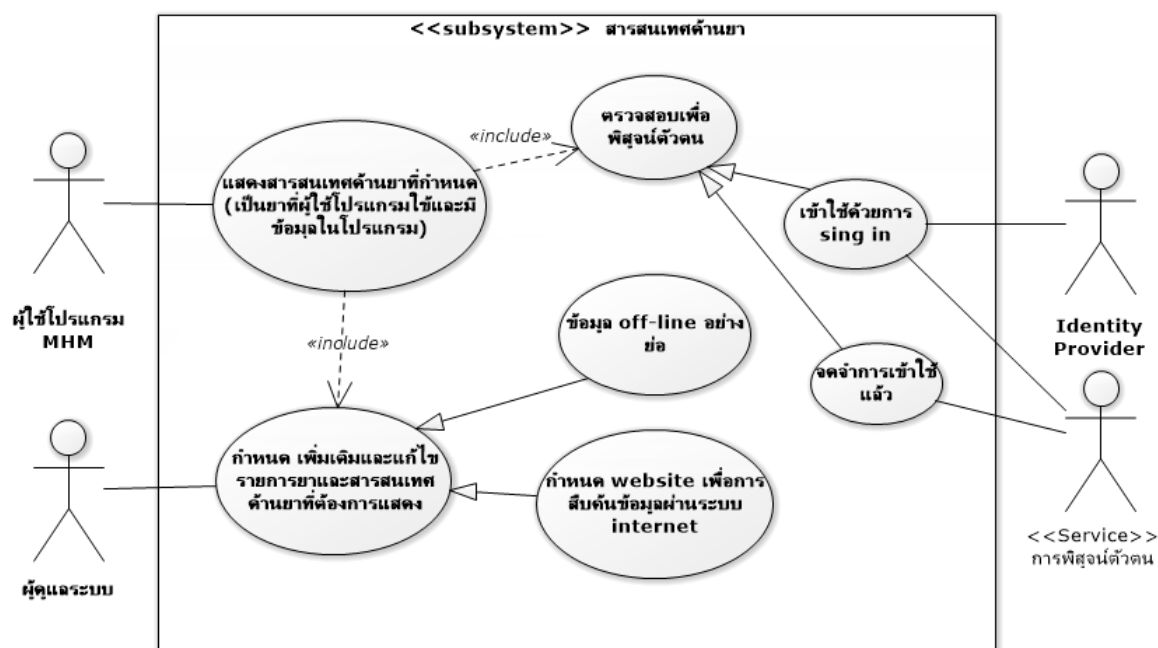 <<subsystem>> สารสนเทศด้านยา
ตรวจสอบเพื่อ
พิสูจน์ตัวตน
«include»
แสดงสารสนเทศด้านยาที่กำหนด
(เป็นยาที่ผู้ใช้โปรแกรมใช้และมี
ข้อมูลในโปรแกรม)
เข้าใช้ด้วยการ
sing in
ผู้ใช้โปรแกรม
MHM
Identity
Provider
«include»
ข้อมูล off-line อย่าง
ย่อ
จดจำการเข้าใช้
แล้ว
กำหนด เพิ่มเติมและแก้ไข
รายการยาและสารสนเทศ
ด้านยาที่ต้องการแสดง
กำหนด website เพื่อการ
สืบค้นข้อมูลผ่านระบบ
internet
ผู้ดูแลระบบ
<<Service>>
การพิสูจน์ตัวตน